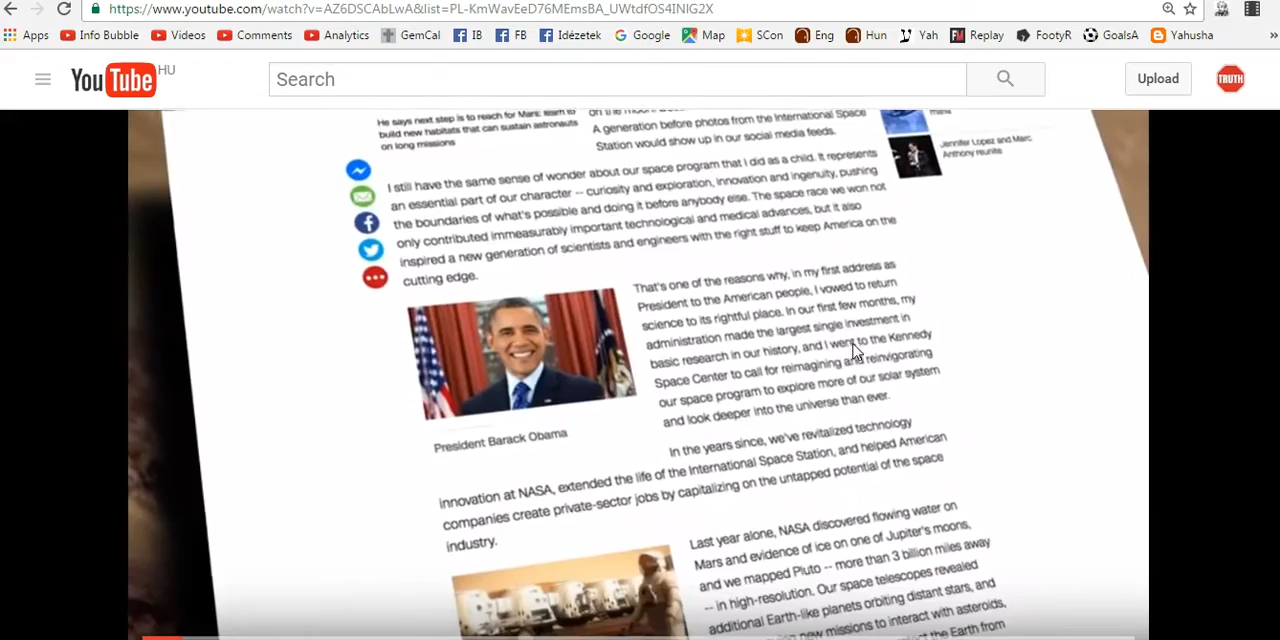 https://www.youtube.com/watch?v=AZ6DSCAbLwA&list=PL-KmWavEeD76MEmsBA_UWtdfOS4INIG2X
Apps Info Bubble Videos Comments Analytics GemCal IB FB Idézetek Google Map SCon Eng Hun Yah Replay FootyR GoalsA Yahusha »
YouTube HU Search Upload TRUTH
He says next step is to reach for Mars: learn to
build new habitats that can sustain astronauts
on long missions
A generation before photos from the International Space
Station would show up in our social media feeds.
Jennifer Lopez and Marc
Anthony reunite
I still have the same sense of wonder about our space program that I did as a child. It represents
an essential part of our character -- curiosity and exploration, innovation and ingenuity, pushing
the boundaries of what's possible and doing it before anybody else. The space race we won not
only contributed immeasurably important technological and medical advances, but it also
inspired a new generation of scientists and engineers with the right stuff to keep America on the
cutting edge.
That's one of the reasons why, in my first address as
President to the American people, I vowed to return
science to its rightful place. In our first few months, my
administration made the largest single investment in
basic research in our history, and I went to the Kennedy
Space Center to call for reimagining and reinvigorating
our space program to explore more of our solar system
and look deeper into the universe than ever.
President Barack Obama
In the years since, we've revitalized technology
innovation at NASA, extended the life of the International Space Station, and helped American
companies create private-sector jobs by capitalizing on the untapped potential of the space
industry.
Last year alone, NASA discovered flowing water on
Mars and evidence of ice on one of Jupiter's moons,
and we mapped Pluto -- more than 3 billion miles away
-- in high-resolution. Our space telescopes revealed
additional Earth-like planets orbiting distant stars, and
new missions to interact with asteroids,
the Earth from